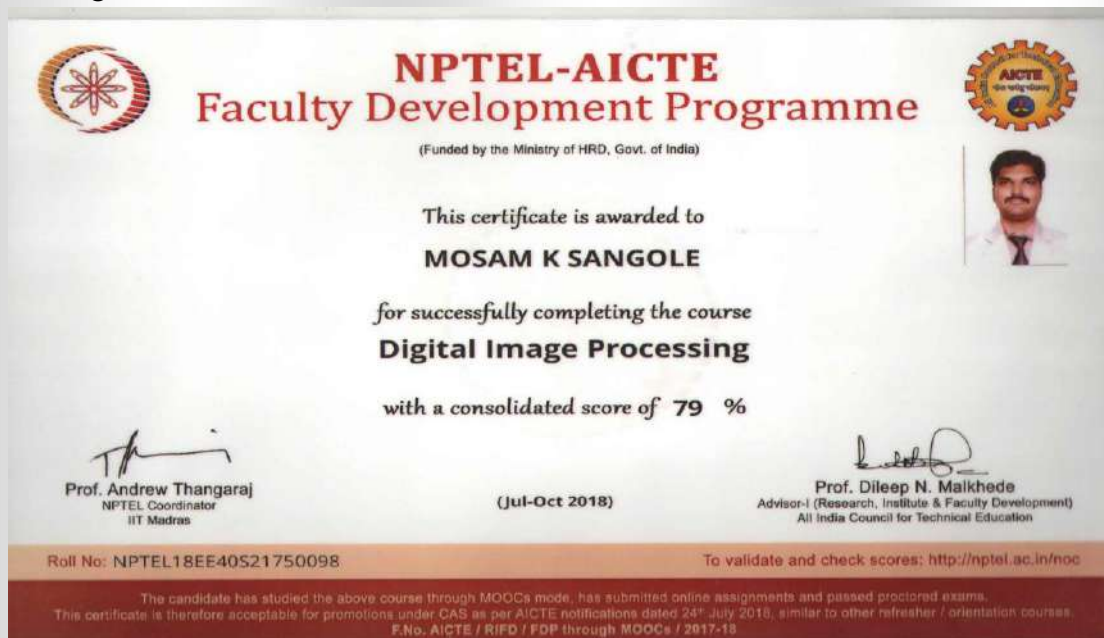 NPTEL-AICTE
Faculty Development Programme
(Funded by the Ministry of HRD, Govt. of India)
This certificate is awarded to
MOSAM K SANGOLE
for successfully completing the course
Digital Image Processing
with a consolidated score of 79 %
Prof. Andrew Thangaraj
NPTEL Coordinator
IIT Madras
(Jul-Oct 2018)
Prof. Dileep N. Malkhede
Advisor-I (Research, Institute & Faculty Development)
All India Council for Technical Education
Roll No: NPTEL18EE40S21750098
To validate and check scores: http://nptel.ac.in/noc
The candidate has studied the above course through MOOCs mode, has submitted online assignments and passed proctored exams.
This certificate is therefore acceptable for promotions under CAS as per AICTE notifications dated 24th July 2018, similar to other refresher / orientation courses.
F.No. AICTE / RIFD / FDP through MOOCs / 2017-18
AICTE